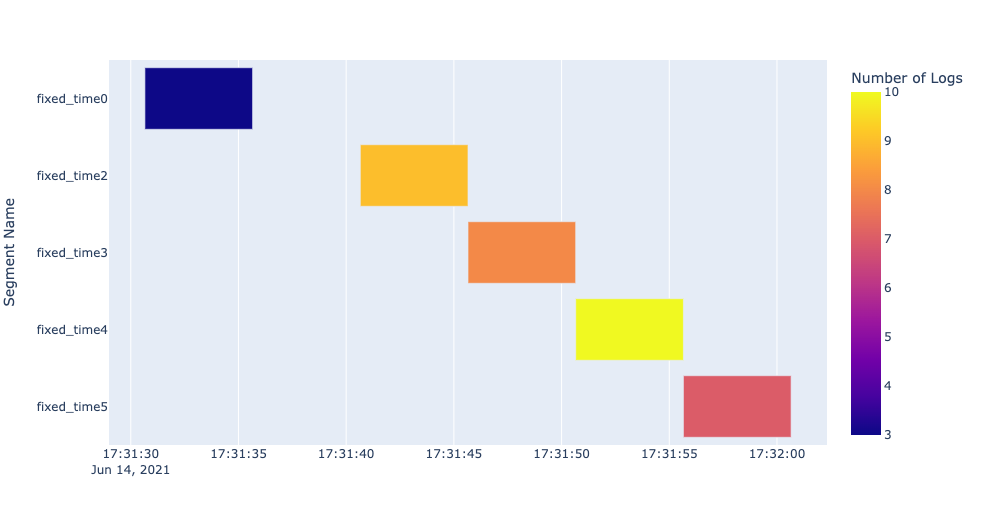 Number of Logs
10
9
8
7
6
5
4
3
Segment Name
fixed_time0
fixed_time2
fixed_time3
fixed_time4
fixed_time5
17:31:30 17:31:35 17:31:40 17:31:45 17:31:50 17:31:55 17:32:00
Jun 14, 2021